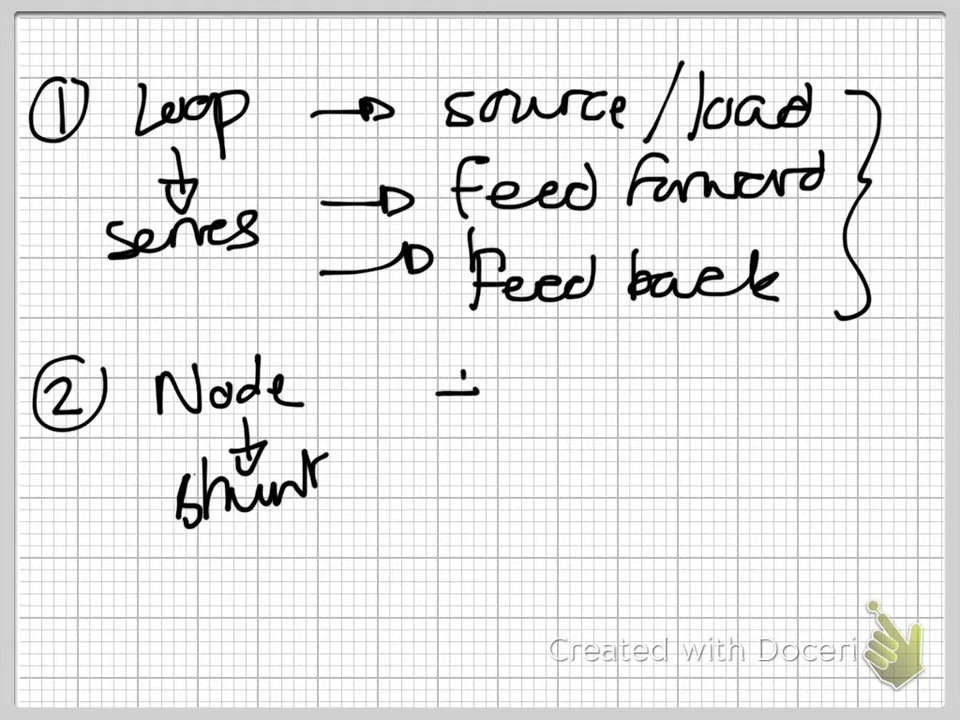 ① Loop → source / load
↓ → feed forward
series → Feed back
② Node ∸
↓
shunt
Created with Doceri